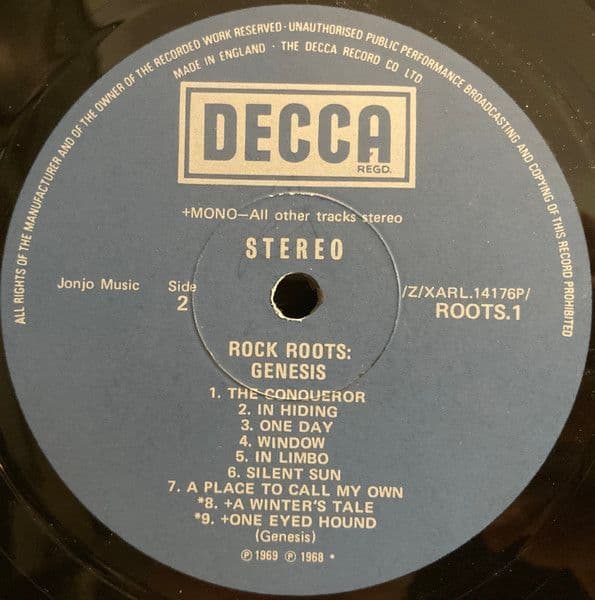 ALL RIGHTS OF THE MANUFACTURER AND OF THE OWNER OF THE RECORDED WORK RESERVED · UNAUTHORISED PUBLIC PERFORMANCE BROADCASTING AND COPYING OF THIS RECORD PROHIBITED
MADE IN ENGLAND · THE DECCA RECORD CO LTD
DECCA
REGD.
+MONO—All other tracks stereo
STEREO
Jonjo Music Side /Z/XARL.14176P/
2 ROOTS.1
ROCK ROOTS:
GENESIS
1. THE CONQUEROR
2. IN HIDING
3. ONE DAY
4. WINDOW
5. IN LIMBO
6. SILENT SUN
7. A PLACE TO CALL MY OWN
*8. +A WINTER'S TALE
*9. +ONE EYED HOUND
(Genesis)
℗ 1969 ℗ 1968 *